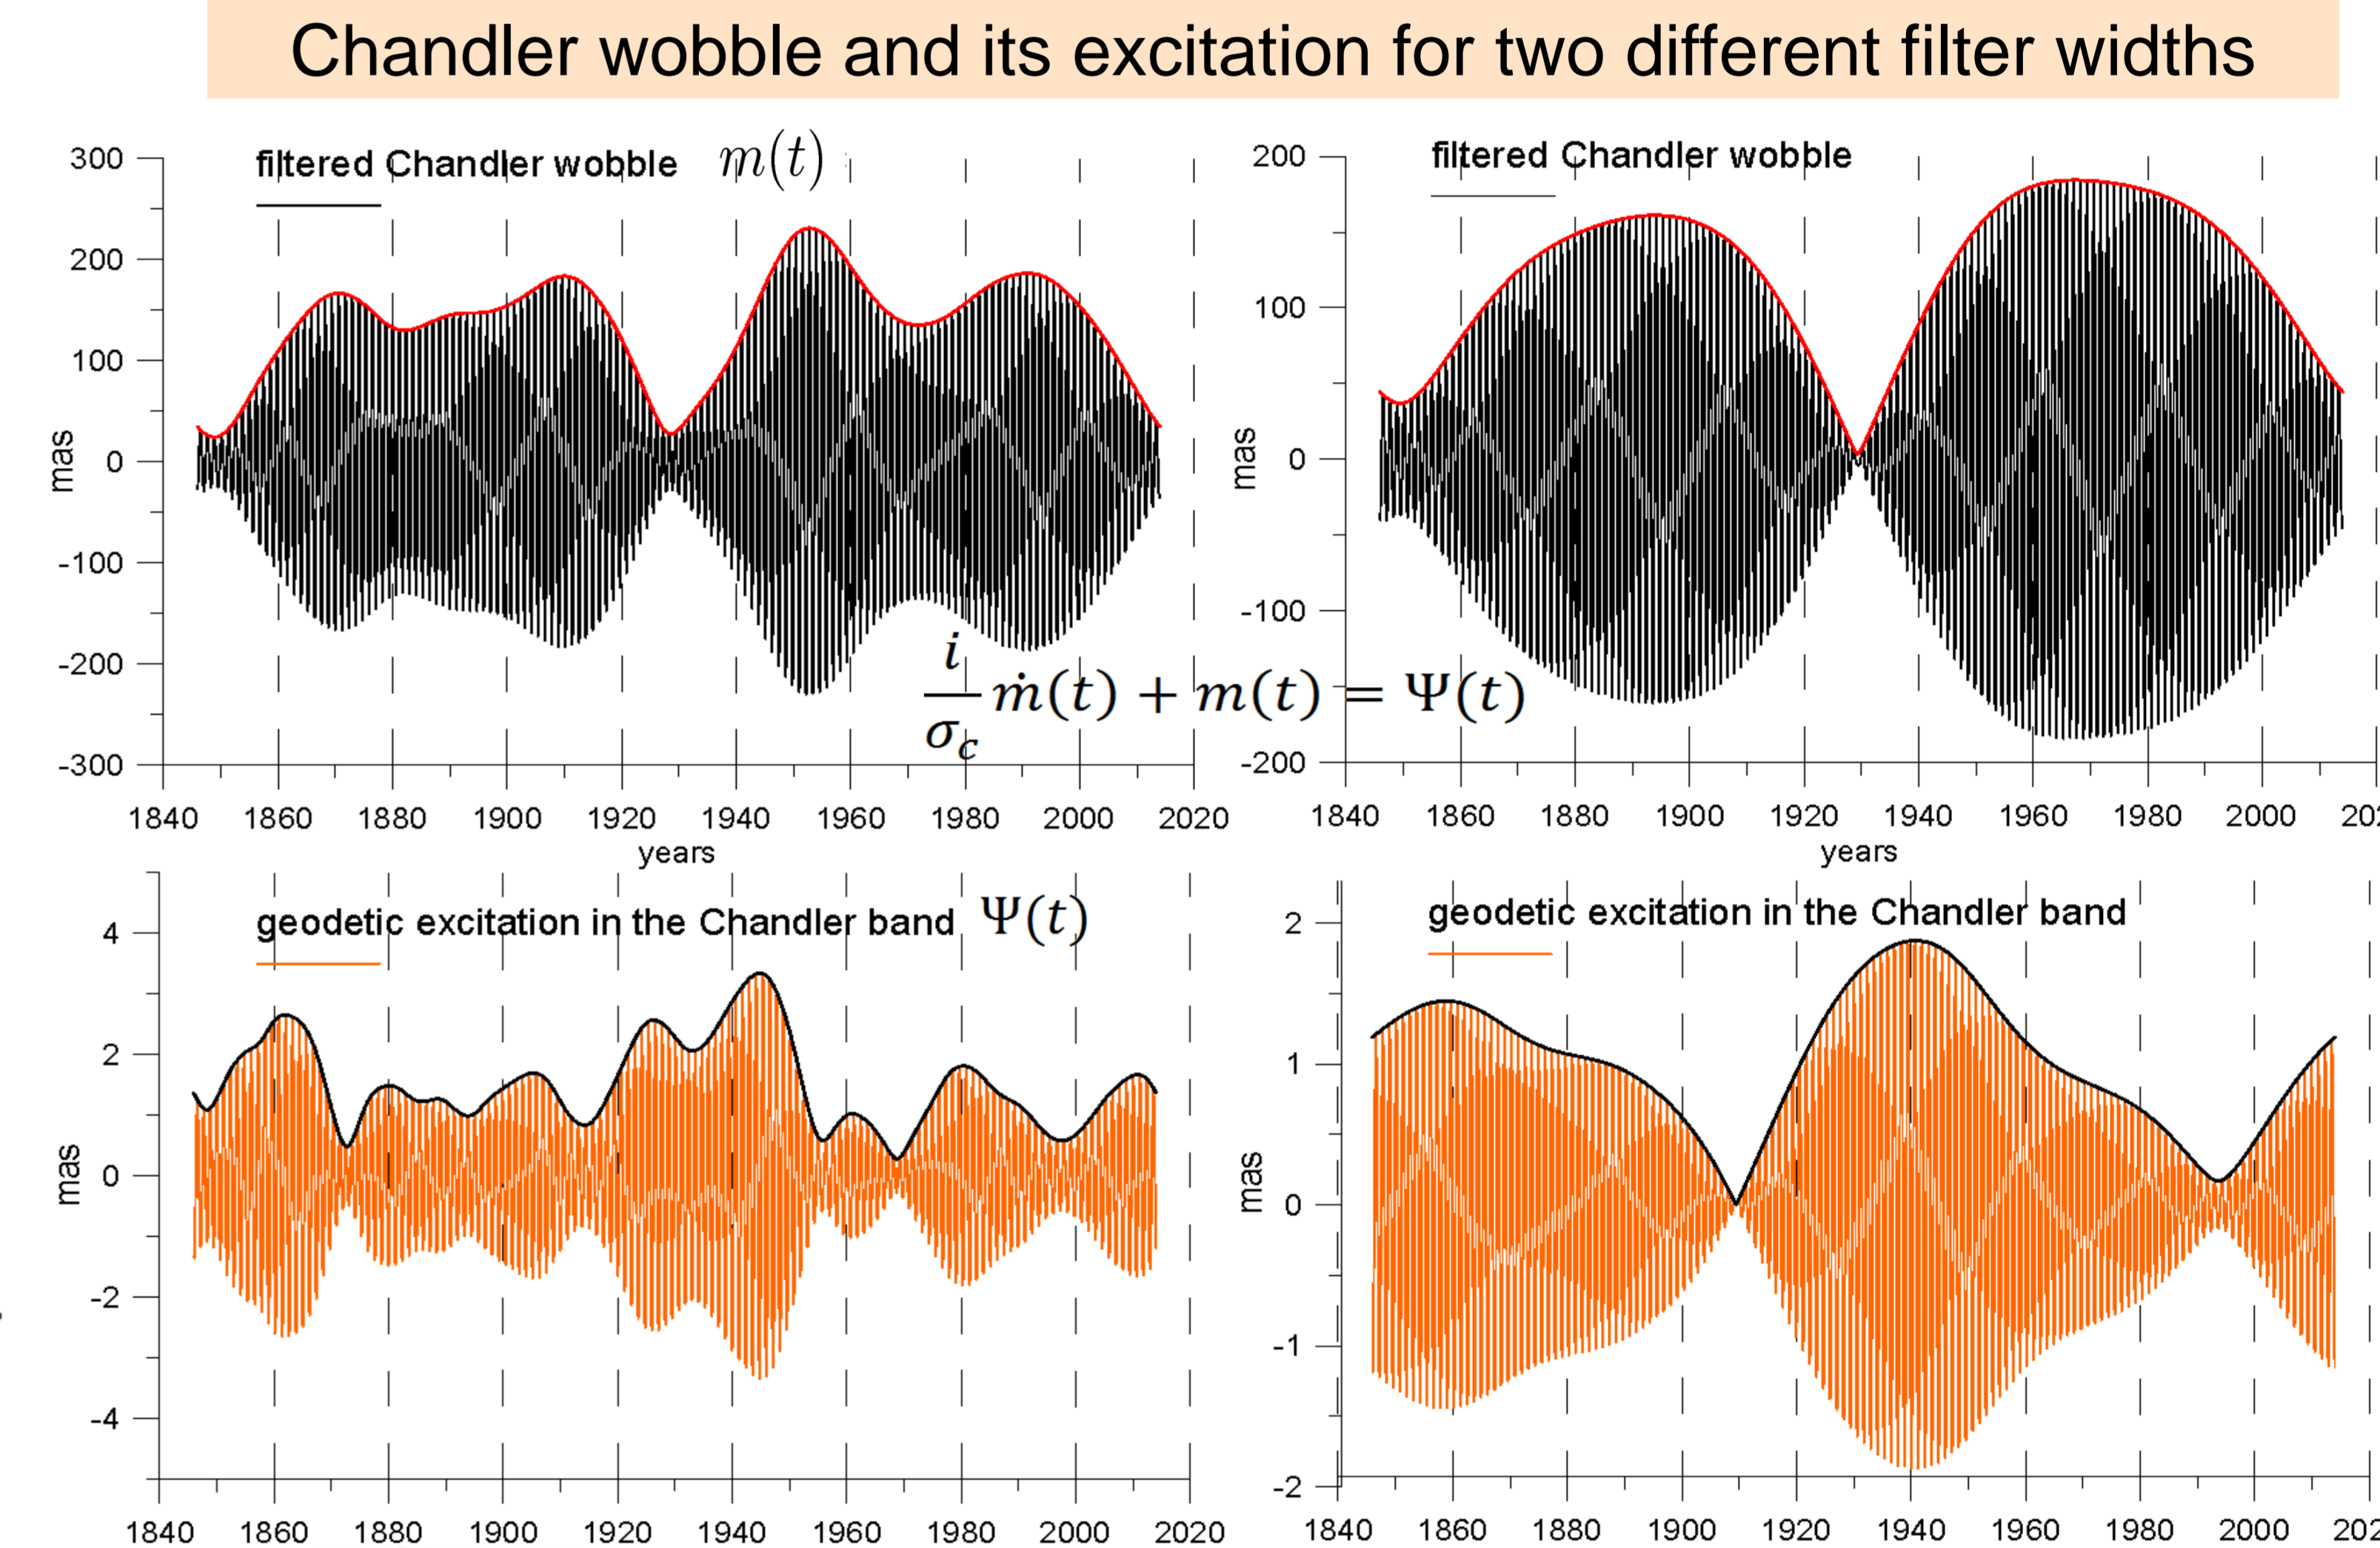 Chandler wobble and its excitation for two different filter widths
filtered Chandler wobble m(t)
300
200
100
0
-100
-200
-300
mas
1840 1860 1880 1900 1920 1940 1960 1980 2000 2020
years
filtered Chandler wobble
200
100
0
-100
-200
mas
1840 1860 1880 1900 1920 1940 1960 1980 2000 202
years
i/σc ṁ(t) + m(t) = Ψ(t)
geodetic excitation in the Chandler band Ψ(t)
4
2
0
-2
-4
mas
1840 1860 1880 1900 1920 1940 1960 1980 2000 2020
geodetic excitation in the Chandler band
2
1
0
-1
-2
mas
1840 1860 1880 1900 1920 1940 1960 1980 2000 202